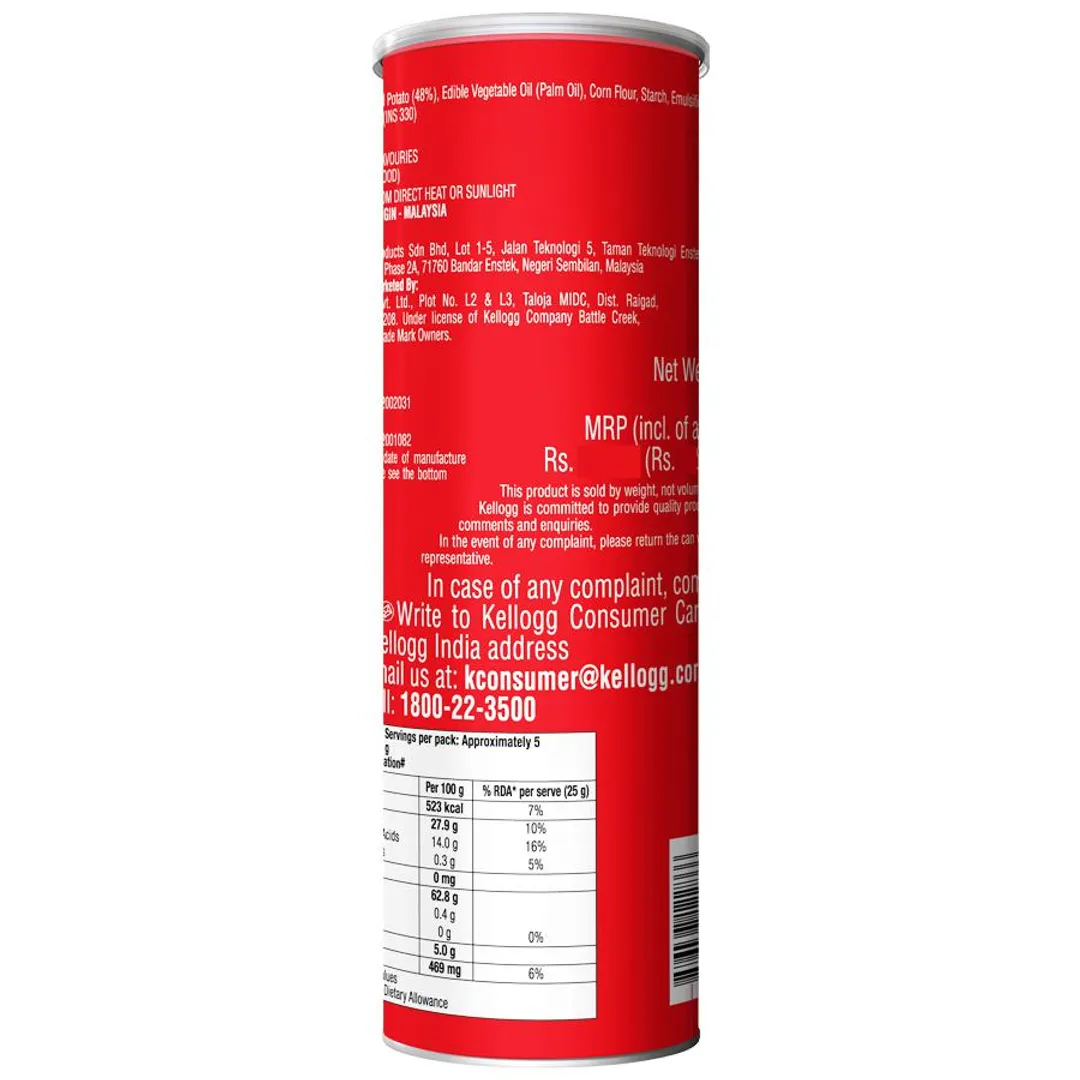 Potato (48%), Edible Vegetable Oil (Palm Oil), Corn Flour, Starch, Emulsifi
(INS 330)
VOURIES
OOD)
OM DIRECT HEAT OR SUNLIGHT
GIN - MALAYSIA
ducts Sdn Bhd, Lot 1-5, Jalan Teknologi 5, Taman Teknologi Enste
Phase 2A, 71760 Bandar Enstek, Negeri Sembilan, Malaysia
rketed By:
vt. Ltd., Plot No. L2 & L3, Taloja MIDC, Dist. Raigad,
208. Under license of Kellogg Company Battle Creek,
ade Mark Owners.
Net We
2002031
MRP (incl. of a
2001082
Rs. (Rs.
date of manufacture
see the bottom
This product is sold by weight, not volum
Kellogg is committed to provide quality pro
comments and enquiries.
In the event of any complaint, please return the can
representative.
In case of any complaint, con
Write to Kellogg Consumer Car
ellogg India address
mail us at: kconsumer@kellogg.com
ll: 1800-22-3500
Servings per pack: Approximately 5
g
ation#
Per 100 g % RDA* per serve (25 g)
523 kcal 7%
27.9 g 10%
Acids 14.0 g 16%
s 0.3 g 5%
0 mg
62.8 g
0.4 g
0 g 0%
5.0 g
469 mg 6%
alues
Dietary Allowance